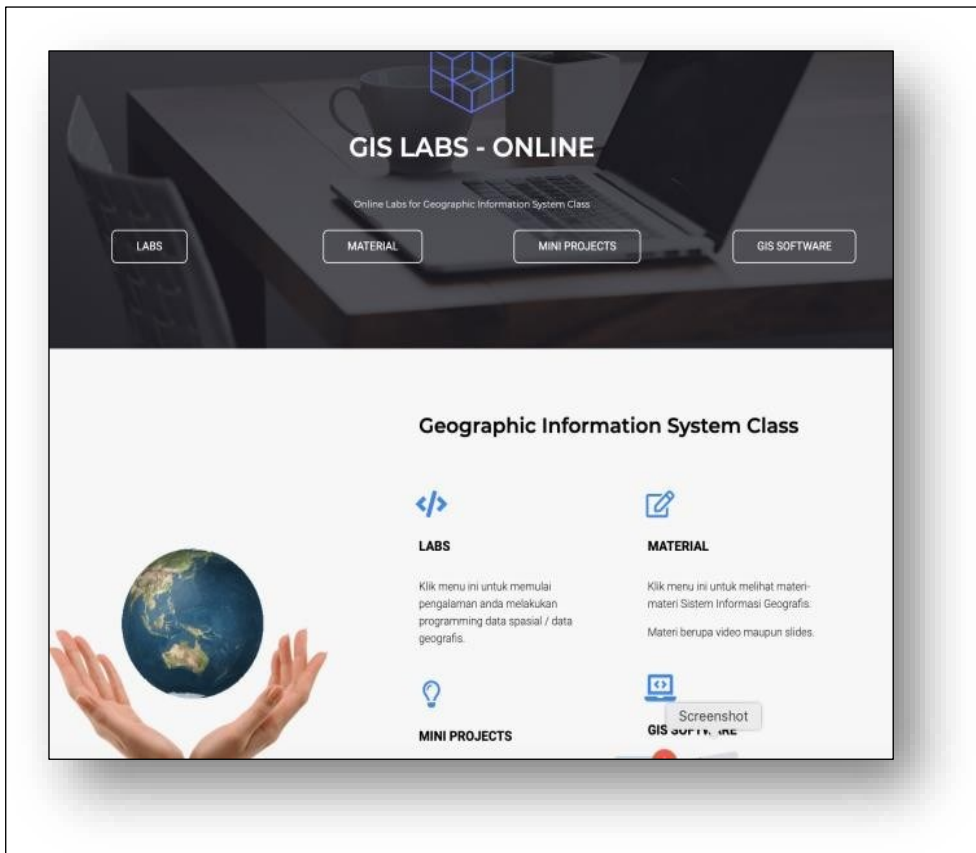 GIS LABS - ONLINE
Online Labs for Geographic Information System Class
LABS
MATERIAL
MINI PROJECTS
GIS SOFTWARE
Geographic Information System Class
LABS
Klik menu ini untuk memulai
pengalaman anda melakukan
programming data spasial / data
geografis.
MATERIAL
Klik menu ini untuk melihat materi-
materi Sistem Informasi Geografis.
Materi berupa video maupun slides.
MINI PROJECTS
Screenshot
GIS